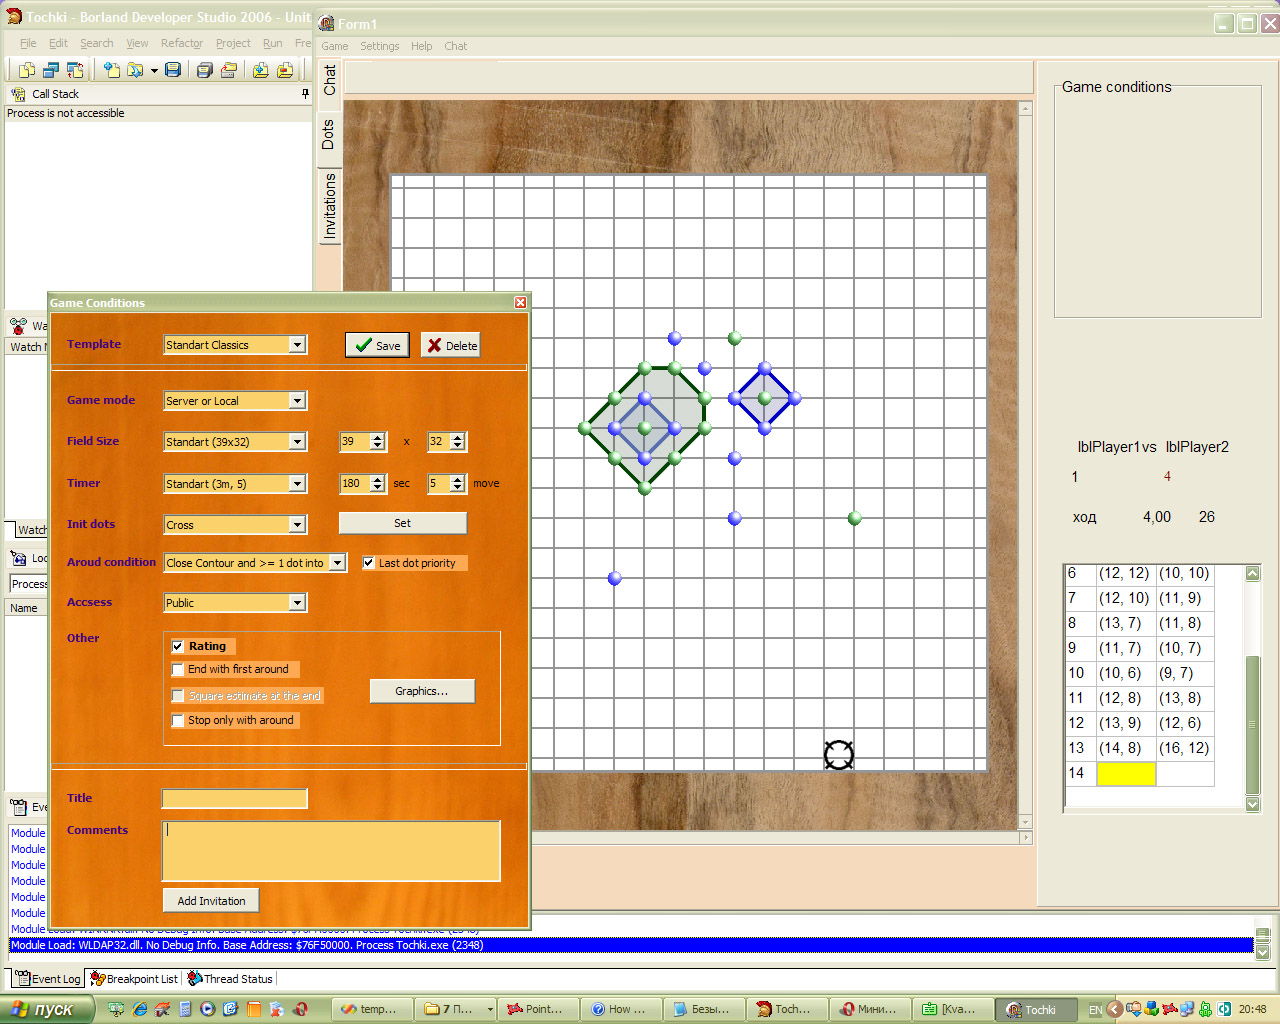 Tochki - Borland Developer Studio 2006 - Unit
File Edit Search View Refactor Project Run
Call Stack
Process is not accessible
Watch
Name
Module
Module
Module
Module
Module
Module
Module Load: WLDAP32.dll. No Debug Info. Base Address: $76F50000. Process Tochki.exe (2348)
Event Log Breakpoint List Thread Status
Form1
Game Settings Help Chat
Chat
Dots
Invitations
Game Conditions
Template Standart Classics Save Delete
Game mode Server or Local
Field Size Standart (39x32) 39 x 32
Timer Standart (3m, 5) 180 sec 5 move
Init dots Cross Set
Aroud condition Close Contour and >= 1 dot into Last dot priority
Accsess Public
Other
Rating
End with first around
Square estimate at the end
Stop only with around
Graphics...
Title
Comments
Add Invitation
Game conditions
lblPlayer1vs lblPlayer2
1 4
ход 4,00 26
6 (12, 12) (10, 10)
7 (12, 10) (11, 9)
8 (13, 7) (11, 8)
9 (11, 7) (10, 7)
10 (10, 6) (9, 7)
11 (12, 8) (13, 8)
12 (13, 9) (12, 6)
13 (14, 8) (16, 12)
14
пуск temp... 7 П... Point... How ... Безы... Toch... Мини... [Kva... Tochki EN 20:48